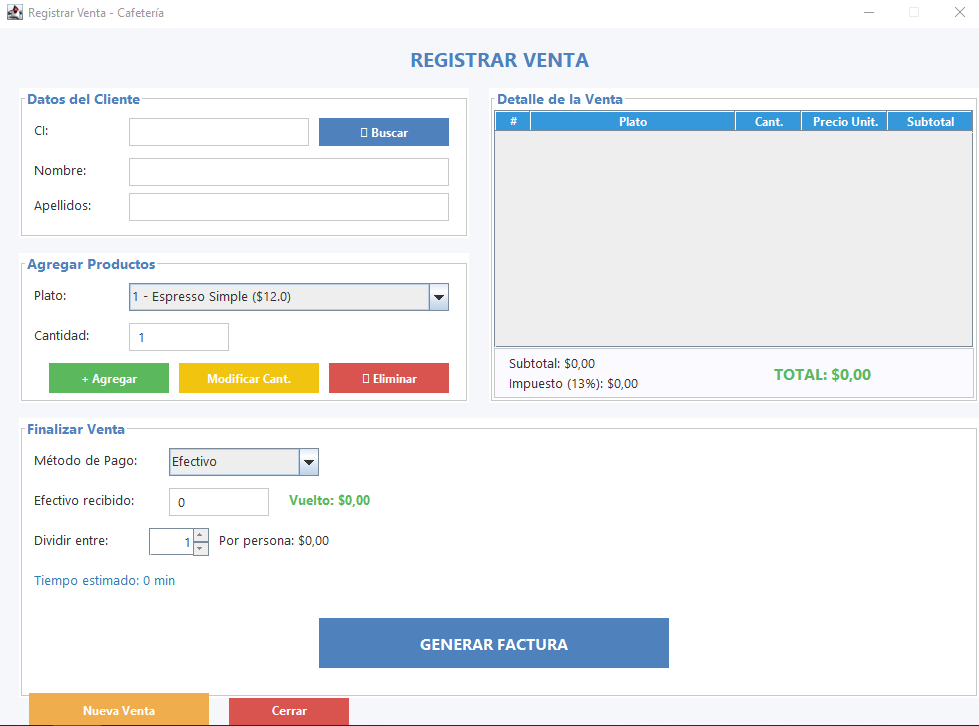 Registrar Venta - Cafetería
REGISTRAR VENTA
Datos del Cliente
CI:
Buscar
Nombre:
Apellidos:
Agregar Productos
Plato:
1 - Espresso Simple ($12.0)
Cantidad:
1
+ Agregar
Modificar Cant.
Eliminar
Detalle de la Venta
# Plato Cant. Precio Unit. Subtotal
Subtotal: $0,00
Impuesto (13%): $0,00
TOTAL: $0,00
Finalizar Venta
Método de Pago:
Efectivo
Efectivo recibido:
0
Vuelto: $0,00
Dividir entre:
1
Por persona: $0,00
Tiempo estimado: 0 min
GENERAR FACTURA
Nueva Venta
Cerrar